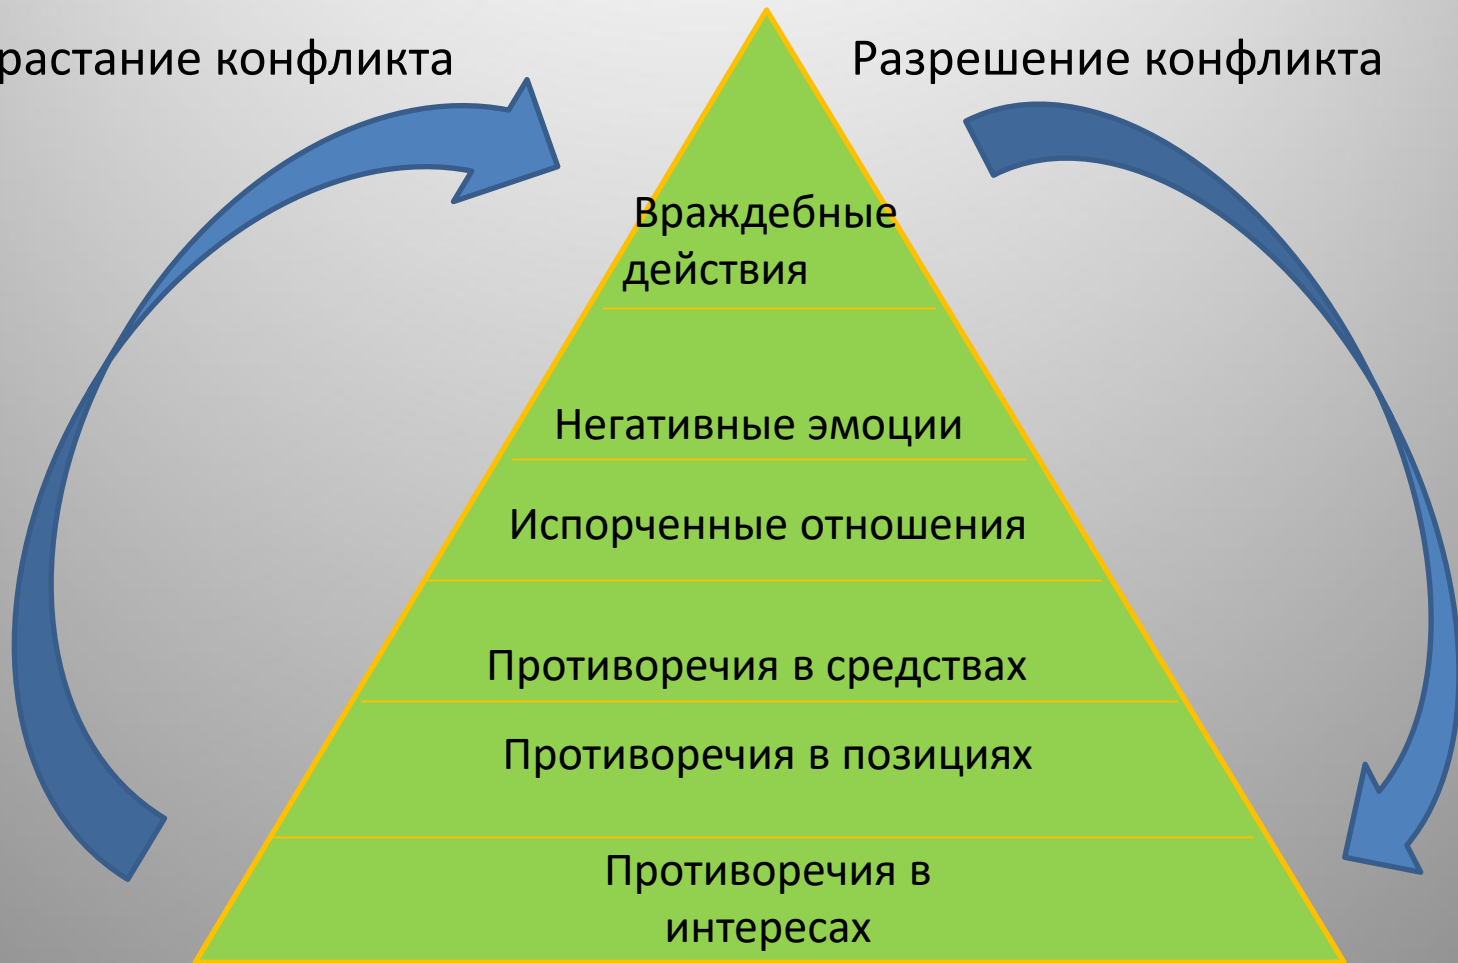 растание конфликта
Разрешение конфликта
Враждебные
действия
Негативные эмоции
Испорченные отношения
Противоречия в средствах
Противоречия в позициях
Противоречия в
интересах